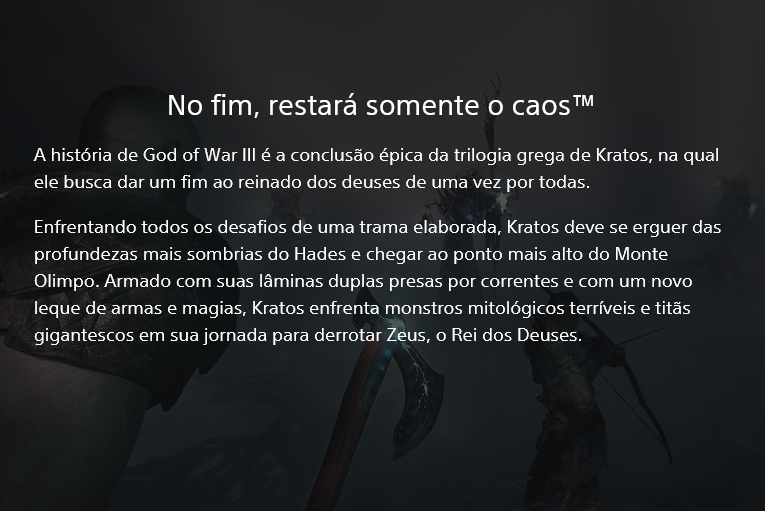 No fim, restará somente o caos™
A história de God of War III é a conclusão épica da trilogia grega de Kratos, na qual
ele busca dar um fim ao reinado dos deuses de uma vez por todas.
Enfrentando todos os desafios de uma trama elaborada, Kratos deve se erguer das
profundezas mais sombrias do Hades e chegar ao ponto mais alto do Monte
Olimpo. Armado com suas lâminas duplas presas por correntes e com um novo
leque de armas e magias, Kratos enfrenta monstros mitológicos terríveis e titãs
gigantescos em sua jornada para derrotar Zeus, o Rei dos Deuses.